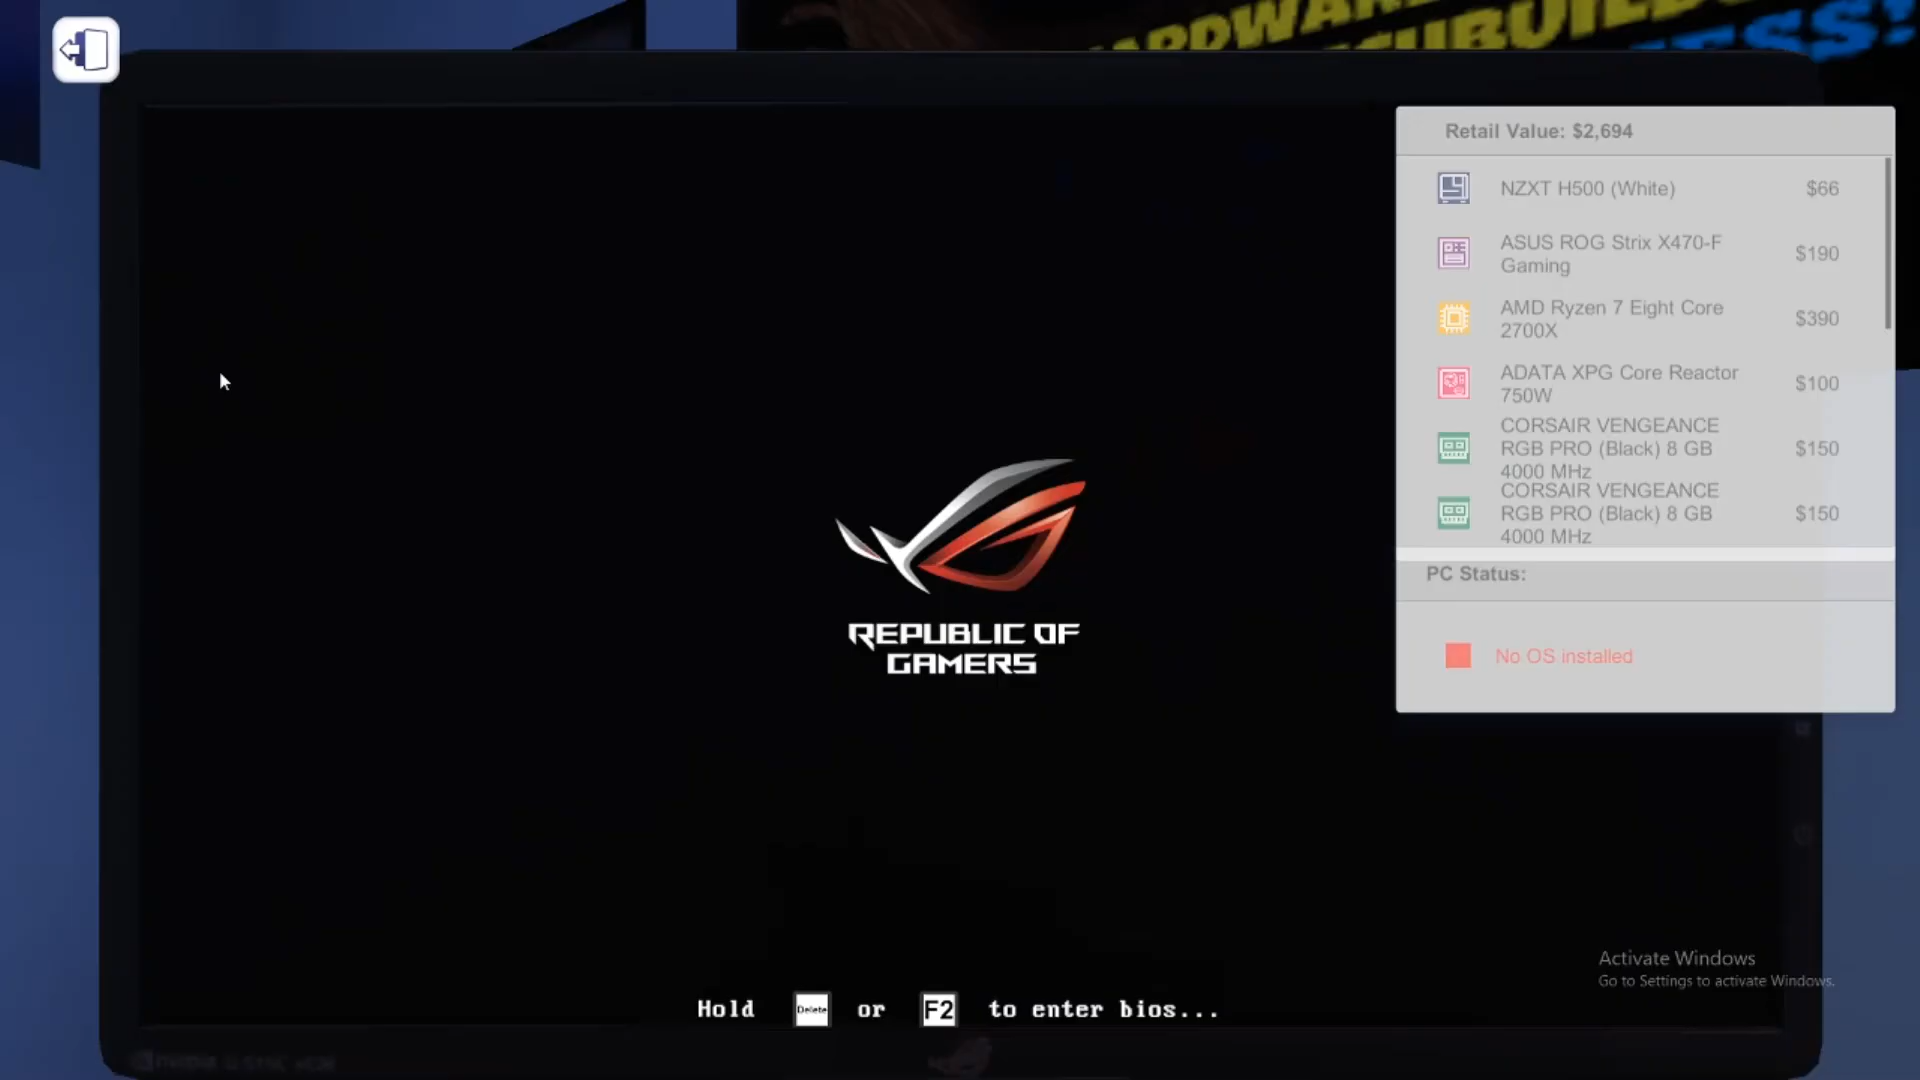 HARDWARE
Retail Value: $2,694
NZXT H500 (White) $66
ASUS ROG Strix X470-F
Gaming
$190
AMD Ryzen 7 Eight Core
2700X
$390
ADATA XPG Core Reactor
750W
$100
CORSAIR VENGEANCE
RGB PRO (Black) 8 GB
4000 MHz
$150
CORSAIR VENGEANCE
RGB PRO (Black) 8 GB
4000 MHz
$150
PC Status:
No OS installed
REPUBLIC OF
GAMERS
Activate Windows
Go to Settings to activate Windows.
Hold Delete or F2 to enter bios...